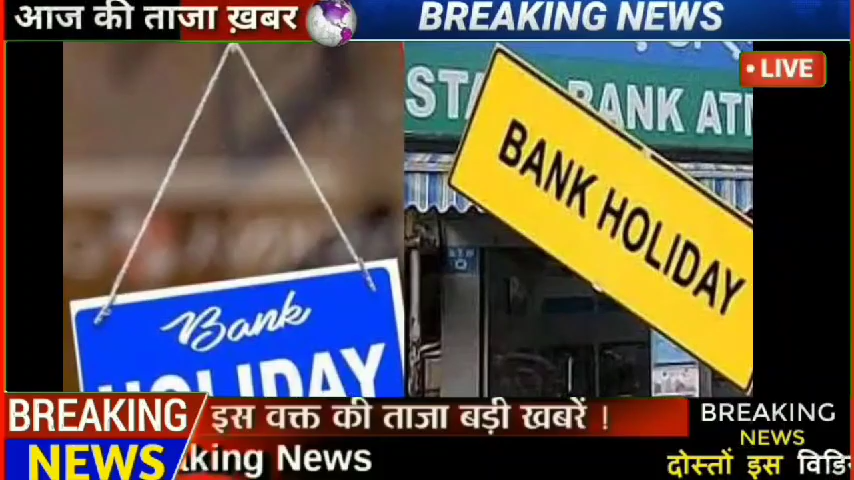 आज की ताजा ख़बर
BREAKING NEWS
• LIVE
BANK ATM
BANK HOLIDAY
Bank
HOLIDAY
BREAKING
NEWS
इस वक्त की ताजा बड़ी खबरें !
king News
BREAKING
NEWS
दोस्तों इस